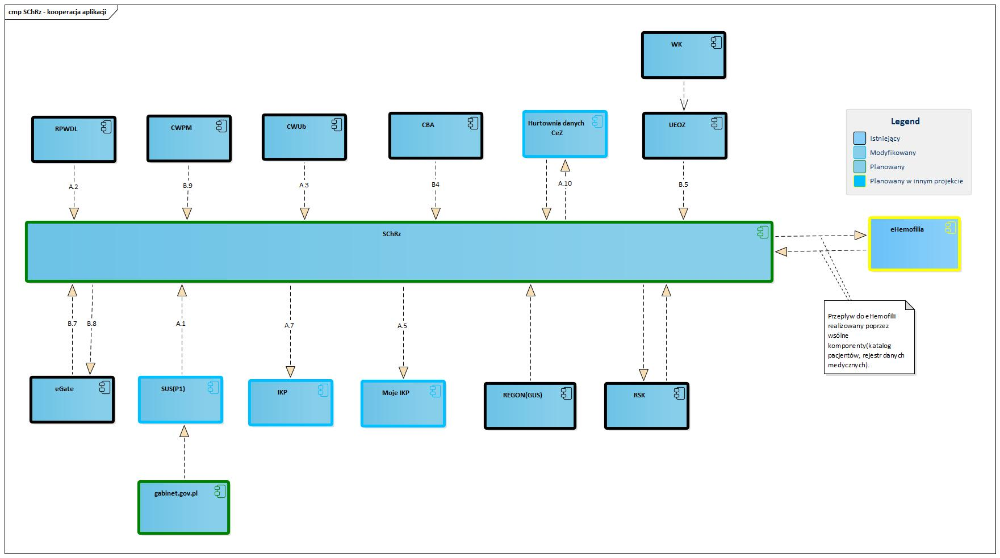 cmp SChRz - kooperacja aplikacji
WK
RPWDL
CWPM
CWUb
CBA
Hurtownia danych
CeZ
UEOZ
Legend
Istniejący
Modyfikowany
Planowany
Planowany w innym projekcie
A.2
B.9
A.3
B4
A.10
B.5
SChRz
eHemofilia
Przepływ do eHemofilii
realizowany poprzez
wsólne
komponenty(katalog
pacjentów, rejestr danych
medycznych).
B.7
B.8
A.1
A.7
A.5
eGate
SUS(P1)
IKP
Moje IKP
REGON(GUS)
RSK
gabinet.gov.pl